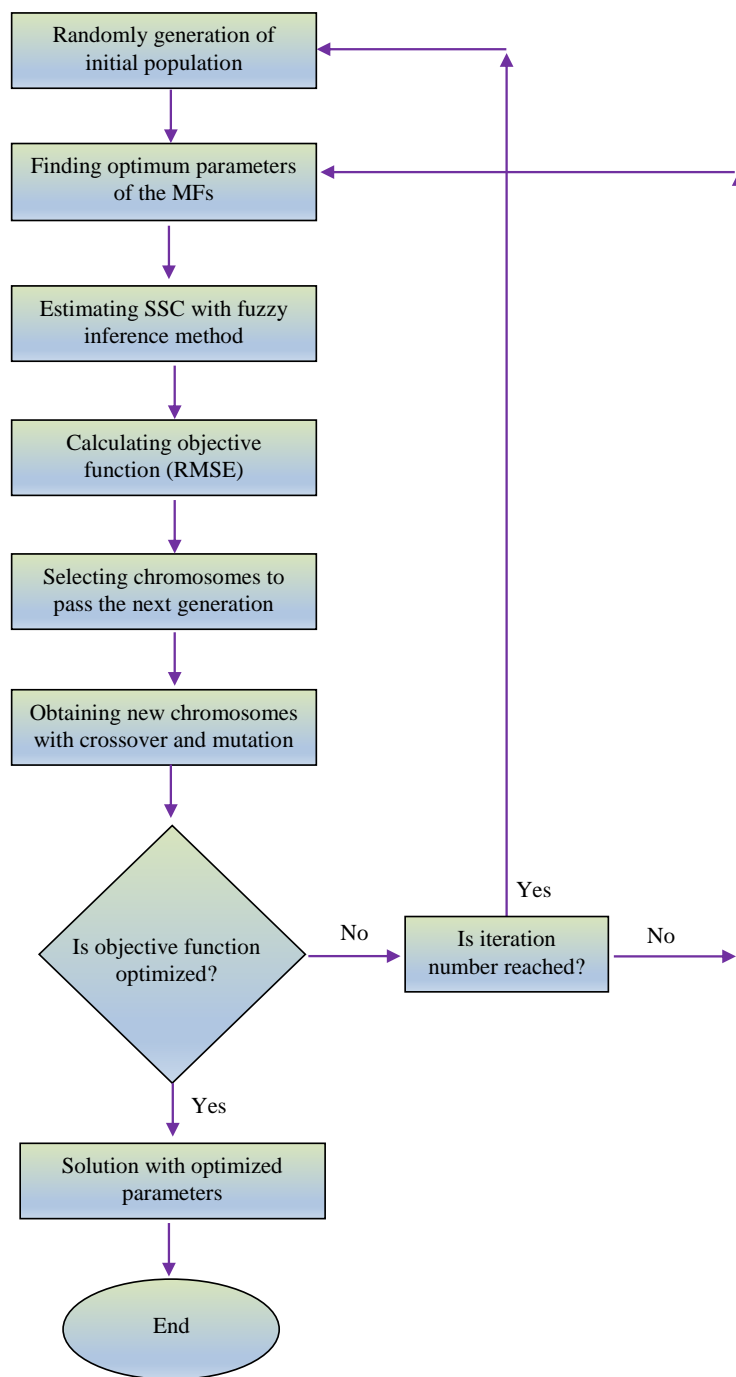 Randomly generation of
initial population
Finding optimum parameters
of the MFs
Estimating SSC with fuzzy
inference method
Calculating objective
function (RMSE)
Selecting chromosomes to
pass the next generation
Obtaining new chromosomes
with crossover and mutation
Is objective function
optimized?
No
Is iteration
number reached?
Yes
No
Yes
Solution with optimized
parameters
End